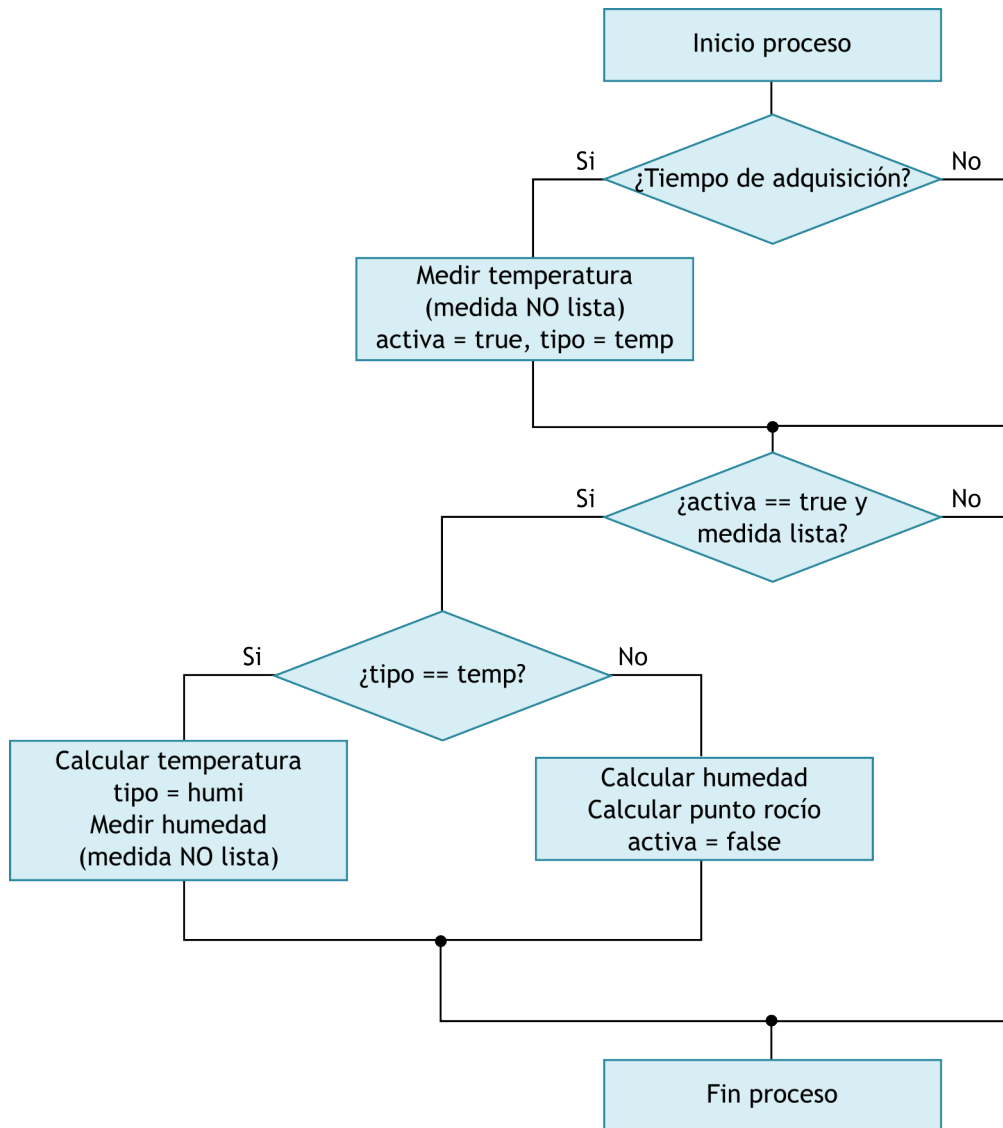 Inicio proceso
Si
No
¿Tiempo de adquisición?
Medir temperatura
(medida NO lista)
activa = true, tipo = temp
Si
No
¿activa == true y
medida lista?
Si
No
¿tipo == temp?
Calcular temperatura
tipo = humi
Medir humedad
(medida NO lista)
Calcular humedad
Calcular punto rocío
activa = false
Fin proceso